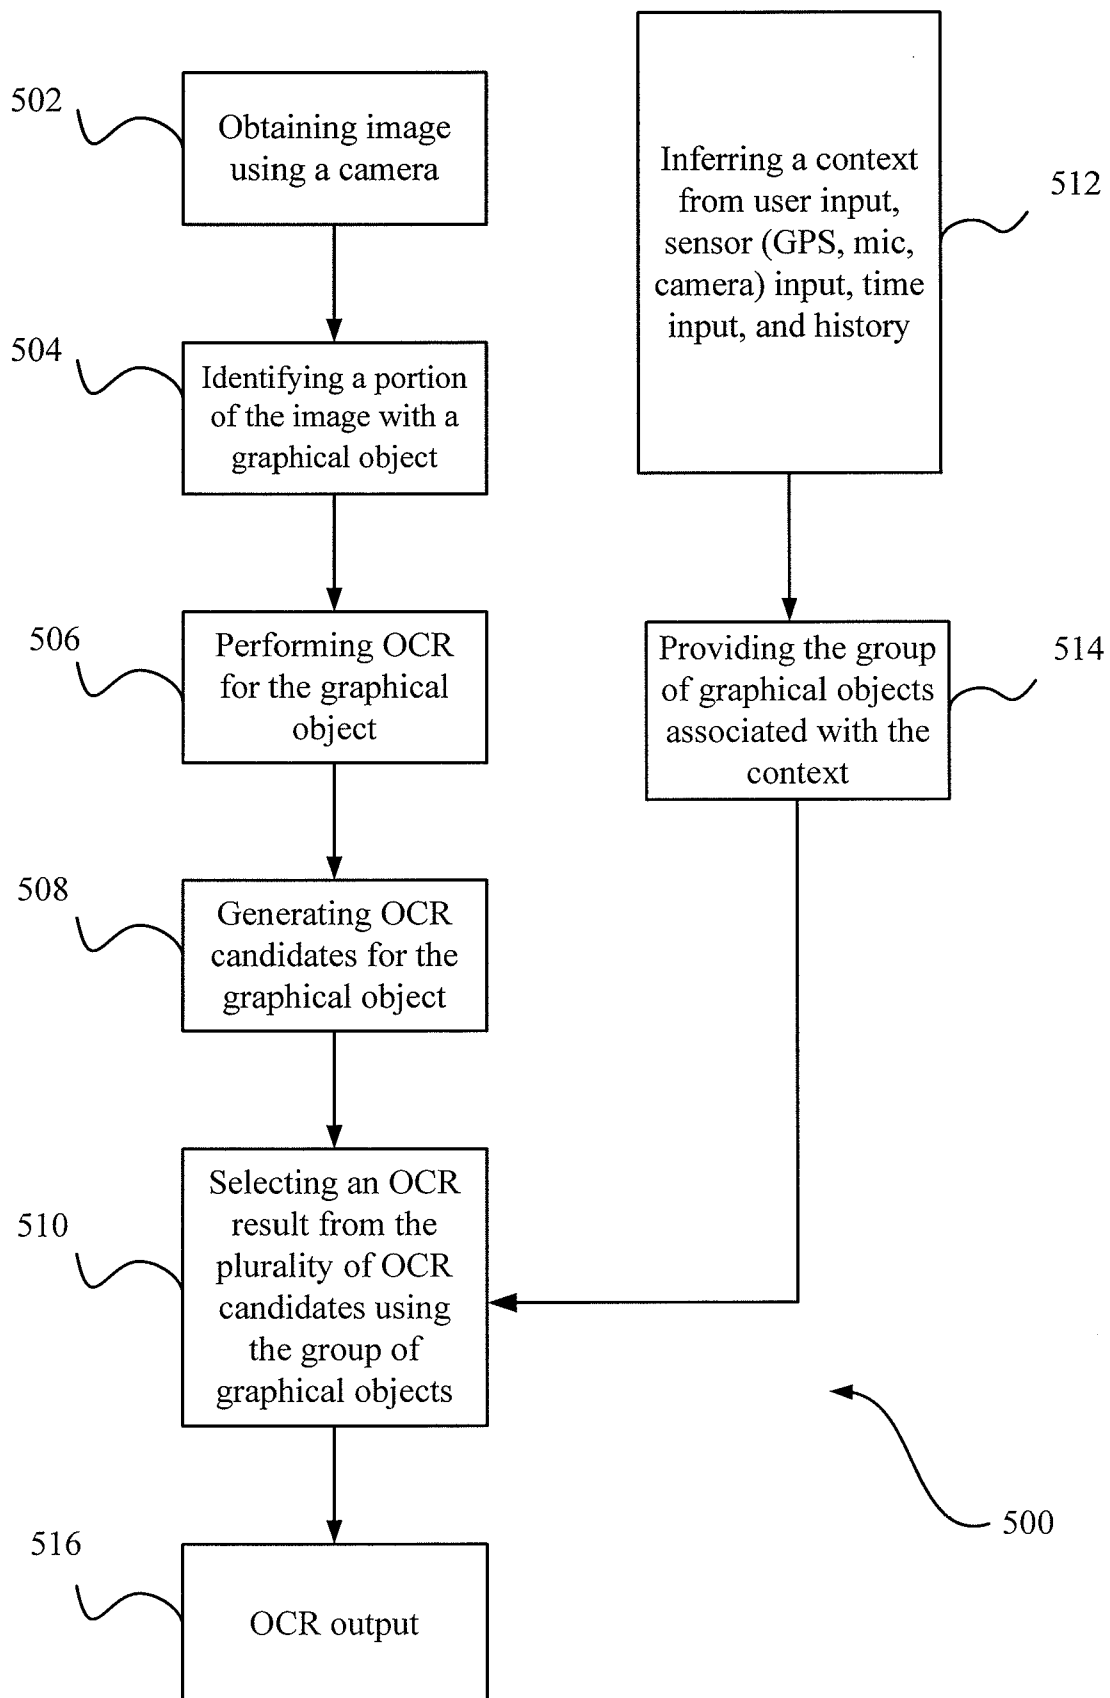 502
Obtaining image
using a camera
504
Identifying a portion
of the image with a
graphical object
506
Performing OCR
for the graphical
object
508
Generating OCR
candidates for the
graphical object
510
Selecting an OCR
result from the
plurality of OCR
candidates using
the group of
graphical objects
516
OCR output
512
Inferring a context
from user input,
sensor (GPS, mic,
camera) input, time
input, and history
514
Providing the group
of graphical objects
associated with the
context
500